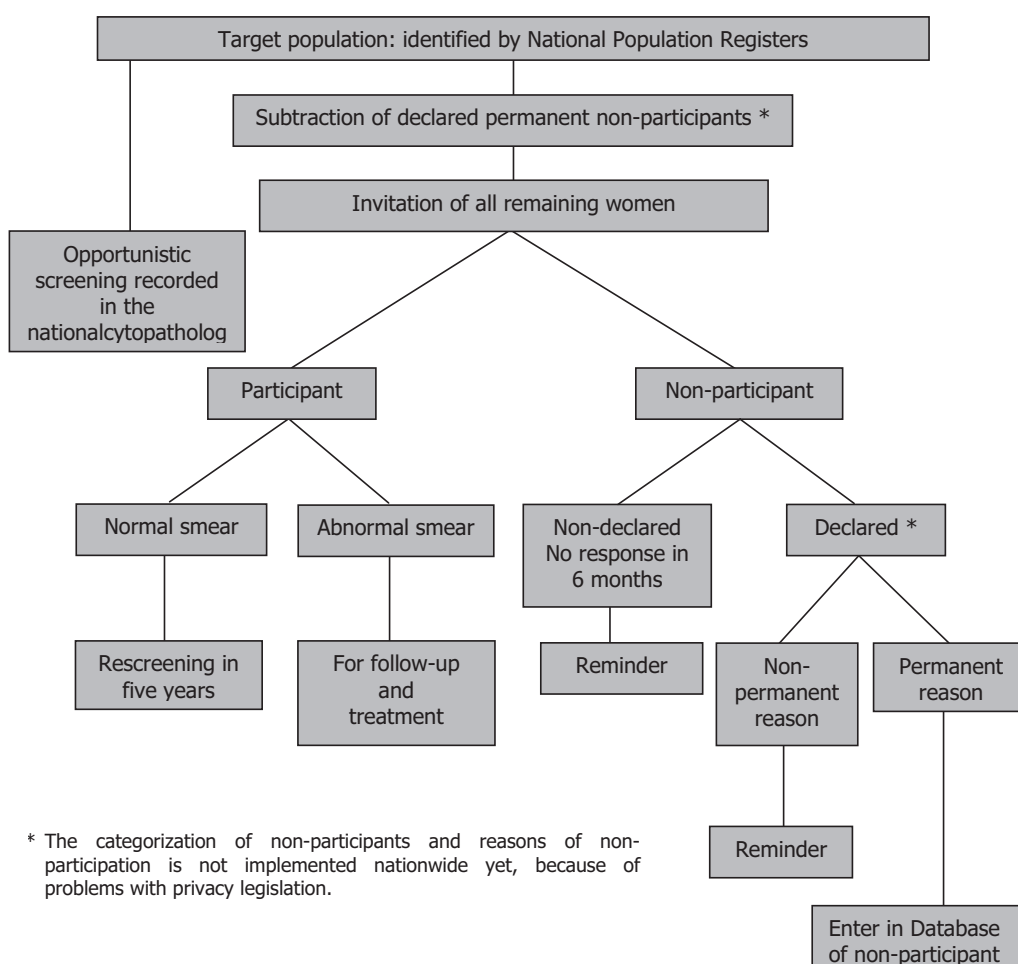 Target population: identified by National Population Registers
Subtraction of declared permanent non-participants *
Invitation of all remaining women
Opportunistic
screening recorded
in the
nationalcytopatholog
Participant
Non-participant
Normal smear
Abnormal smear
Non-declared
No response in
6 months
Declared *
Rescreening in
five years
For follow-up
and
treatment
Reminder
Non-
permanent
reason
Permanent
reason
Reminder
* The categorization of non-participants and reasons of non-
participation is not implemented nationwide yet, because of
problems with privacy legislation.
Enter in Database
of non-participant